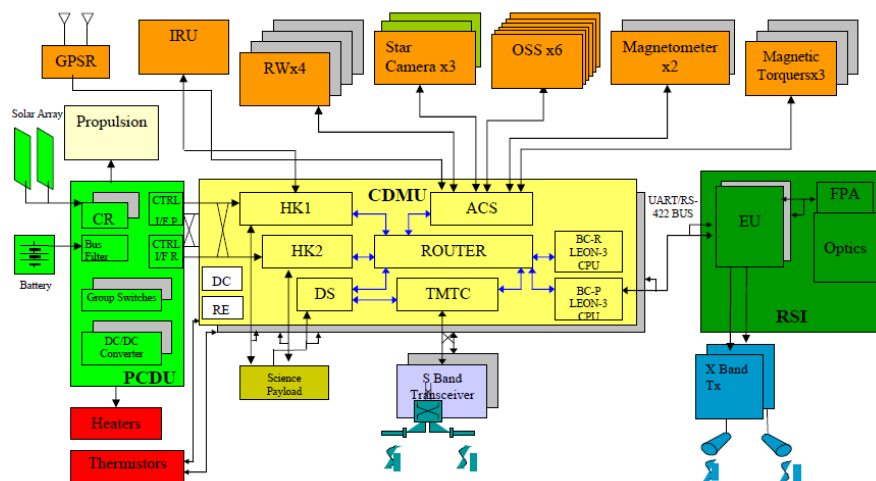 GPSR
IRU
RWx4
Star
Camera x3
OSS x6
Magnetometer
x2
Magnetic
Torquersx3
Solar Array
Propulsion
CR
CTRL
I/F P
Bus
Filter
CTRL
I/F R
Battery
Group Switches
DC/DC
Converter
PCDU
Heaters
Thermistors
CDMU
HK1
ACS
HK2
ROUTER
BC-R
LEON-3
CPU
DC
RE
DS
TMTC
BC-P
LEON-3
CPU
Science
Payload
S Band
Transceiver
UART/RS-
422 BUS
EU
FPA
Optics
RSI
X Band
Tx